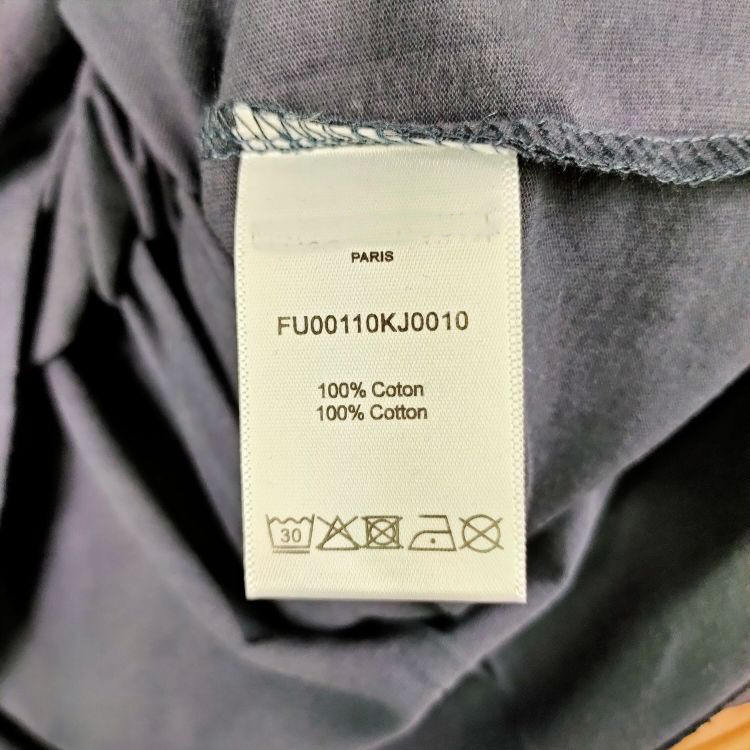 PARIS
FU00110KJ0010
100% Coton
100% Cotton
30